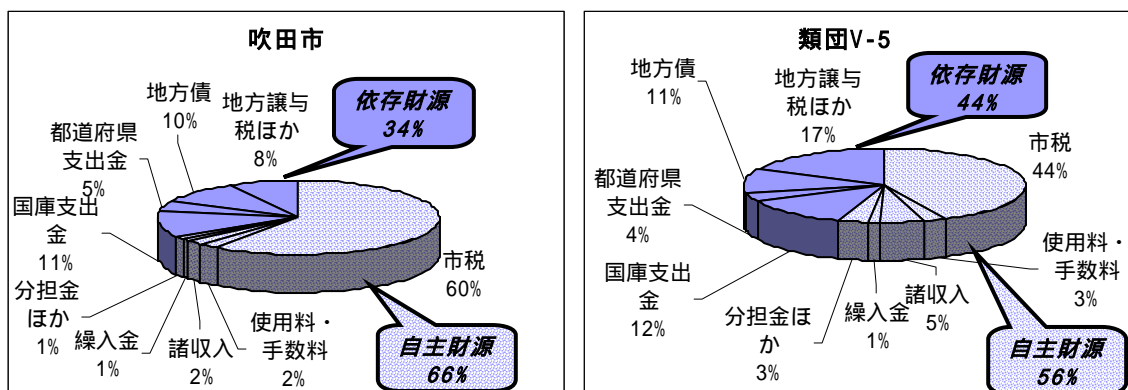 吹田市
地方債
10%
地方譲与
税ほか
8%
依存財源
34%
都道府県
支出金
5%
国庫支出
金
11%
分担金
ほか
1%
繰入金
1%
諸収入
2%
使用料・
手数料
2%
市税
60%
自主財源
66%
類団Ⅴ-5
地方債
11%
地方譲与
税ほか
17%
依存財源
44%
市税
44%
都道府県
支出金
4%
国庫支出
金
12%
分担金ほ
か
3%
繰入金
1%
諸収入
5%
使用料・
手数料
3%
自主財源
56%